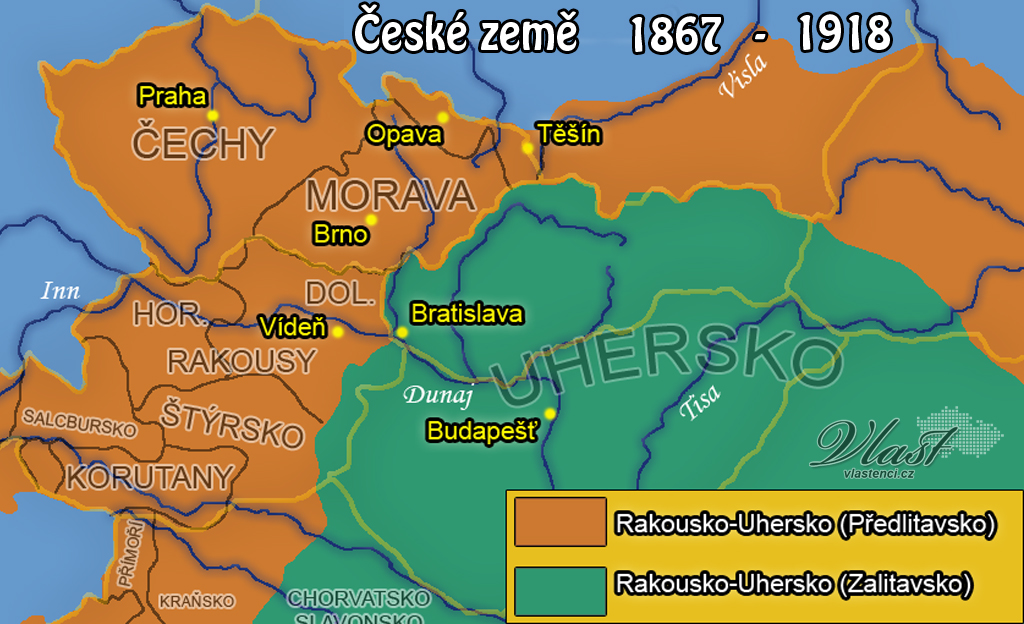 České země 1867 - 1918
Visla
Praha
ČECHY
Opava
Těšín
MORAVA
Brno
Inn
HOR.
DOL.
Vídeň
Bratislava
RAKOUSY
UHERSKO
Dunaj
Tisa
SALCBURSKO
ŠTÝRSKO
Budapešť
Vlast
vlastenci.cz
KORUTANY
Rakousko-Uhersko (Předlitavsko)
PŘÍMOŘÍ
Rakousko-Uhersko (Zalitavsko)
KRAŇSKO
CHORVATSKO
SLAVONSKO